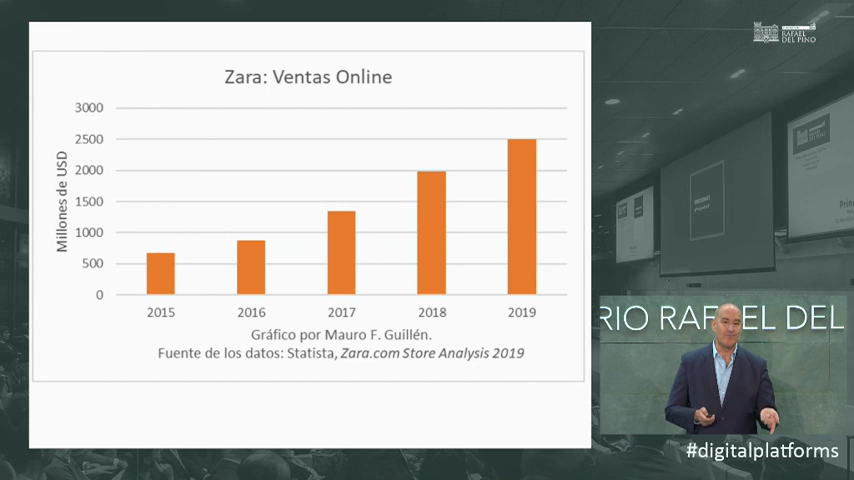 RAFAEL
DEL PINO
Zara: Ventas Online
3000
2500
2000
1500
1000
500
0
Millones de USD
2015 2016 2017 2018 2019
Gráfico por Mauro F. Guillén.
Fuente de los datos: Statista, Zara.com Store Analysis 2019
RIO RAFAEL DEL
#digitalplatforms